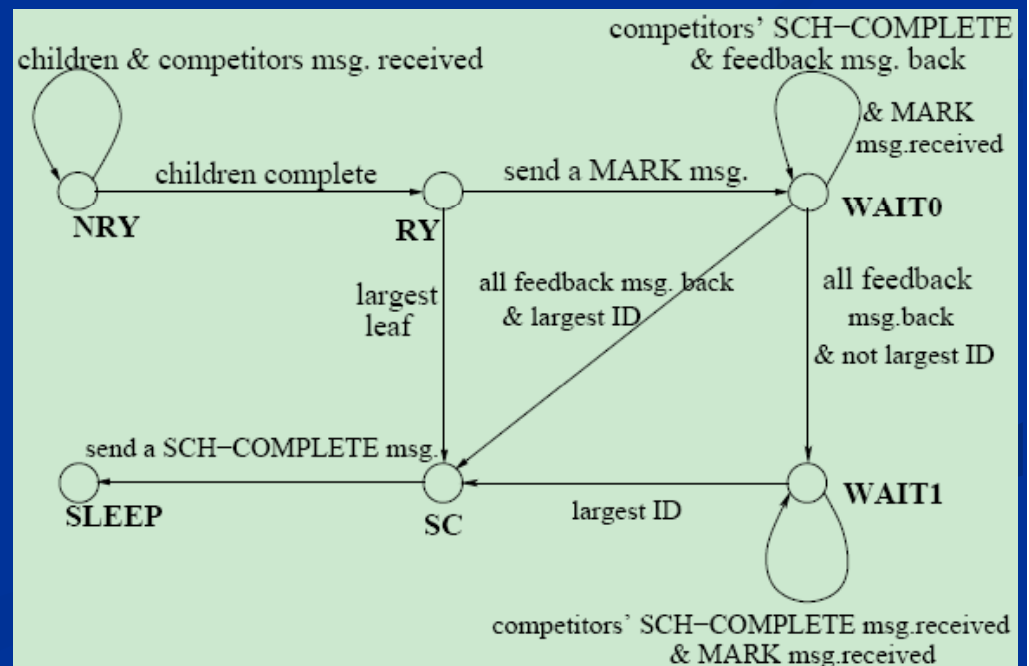 competitors' SCH−COMPLETE
& feedback msg. back
children & competitors msg. received
& MARK
msg.received
children complete
send a MARK msg.
NRY
RY
WAIT0
largest
leaf
all feedback msg. back
& largest ID
all feedback
msg.back
& not largest ID
send a SCH−COMPLETE msg.
SLEEP
SC
largest ID
WAIT1
competitors' SCH−COMPLETE msg.received
& MARK msg.received